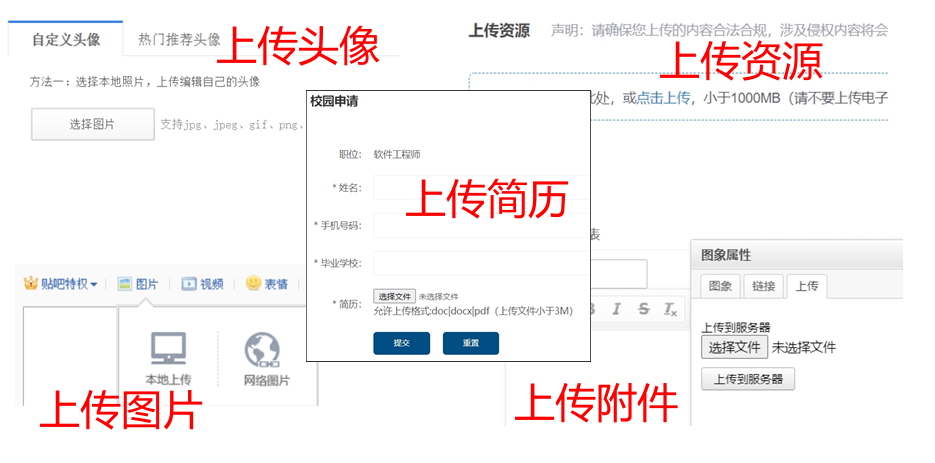 自定义头像
热门推荐头像
上传头像
方法一：选择本地照片，上传编辑自己的头像
选择图片
支持jpg、jpeg、gif、png、
上传资源
声明：请确保您上传的内容合法合规，涉及侵权内容将会
上传资源
此处，或点击上传，小于1000MB（请不要上传电子
校园申请
职位：
软件工程师
* 姓名：
上传简历
* 手机号码：
* 毕业学校：
* 简历：
选择文件 未选择文件
允许上传格式:doc|docx|pdf（上传文件小于3M）
提交
重置
贴吧特权
图片
视频
表情
本地上传
网络图片
上传图片
表
B I S Ix
图象属性
图象
链接
上传
上传到服务器
选择文件 未选择文件
上传到服务器
上传附件